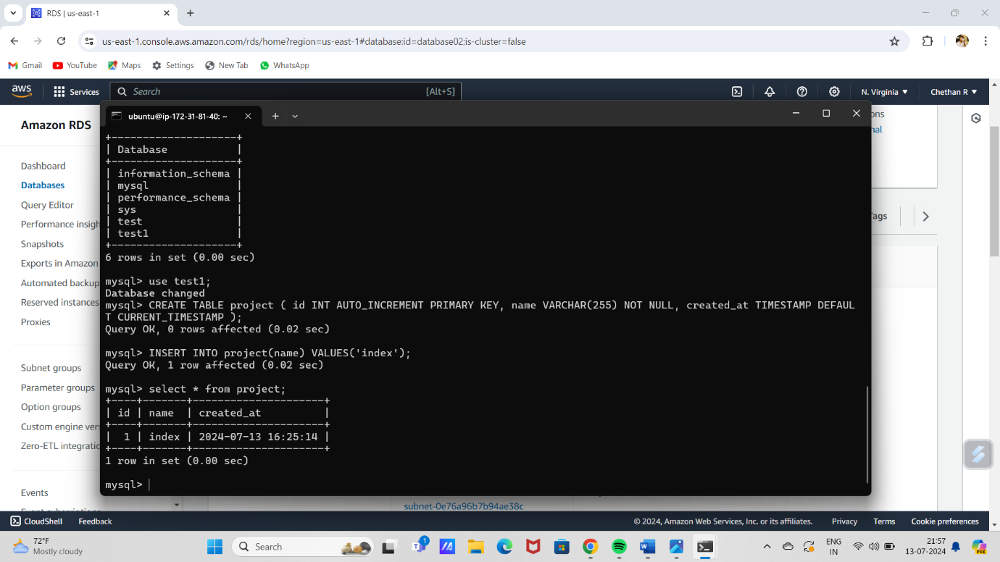 RDS | us-east-1
us-east-1.console.aws.amazon.com/rds/home?region=us-east-1#database:id=database02;is-cluster=false
Gmail
YouTube
Maps
Settings
New Tab
WhatsApp
aws
Services
Search
[Alt+S]
N. Virginia
Chethan R
ubuntu@ip-172-31-81-40: ~
Amazon RDS
Dashboard
Databases
Query Editor
Performance insigh
Snapshots
Exports in Amazon
Automated backup
Reserved instances
Proxies
Subnet groups
Parameter groups
Option groups
Custom engine ver
Zero-ETL integratio
Events
+--------------------+
| Database           |
+--------------------+
| information_schema |
| mysql              |
| performance_schema |
| sys                |
| test               |
| test1              |
+--------------------+
6 rows in set (0.00 sec)
mysql> use test1;
Database changed
mysql> CREATE TABLE project ( id INT AUTO_INCREMENT PRIMARY KEY, name VARCHAR(255) NOT NULL, created_at TIMESTAMP DEFAUL
T CURRENT_TIMESTAMP );
Query OK, 0 rows affected (0.02 sec)
mysql> INSERT INTO project(name) VALUES('index');
Query OK, 1 row affected (0.02 sec)
mysql> select * from project;
+----+-------+---------------------+
| id | name  | created_at          |
+----+-------+---------------------+
|  1 | index | 2024-07-13 16:25:14 |
+----+-------+---------------------+
1 row in set (0.00 sec)
mysql>
ons
nal
Tags
subnet-0e76a96b7b94ae38c
CloudShell
Feedback
© 2024, Amazon Web Services, Inc. or its affiliates.
Privacy
Terms
Cookie preferences
72°F
Mostly cloudy
Search
1
ENG
IN
21:57
13-07-2024
PRE